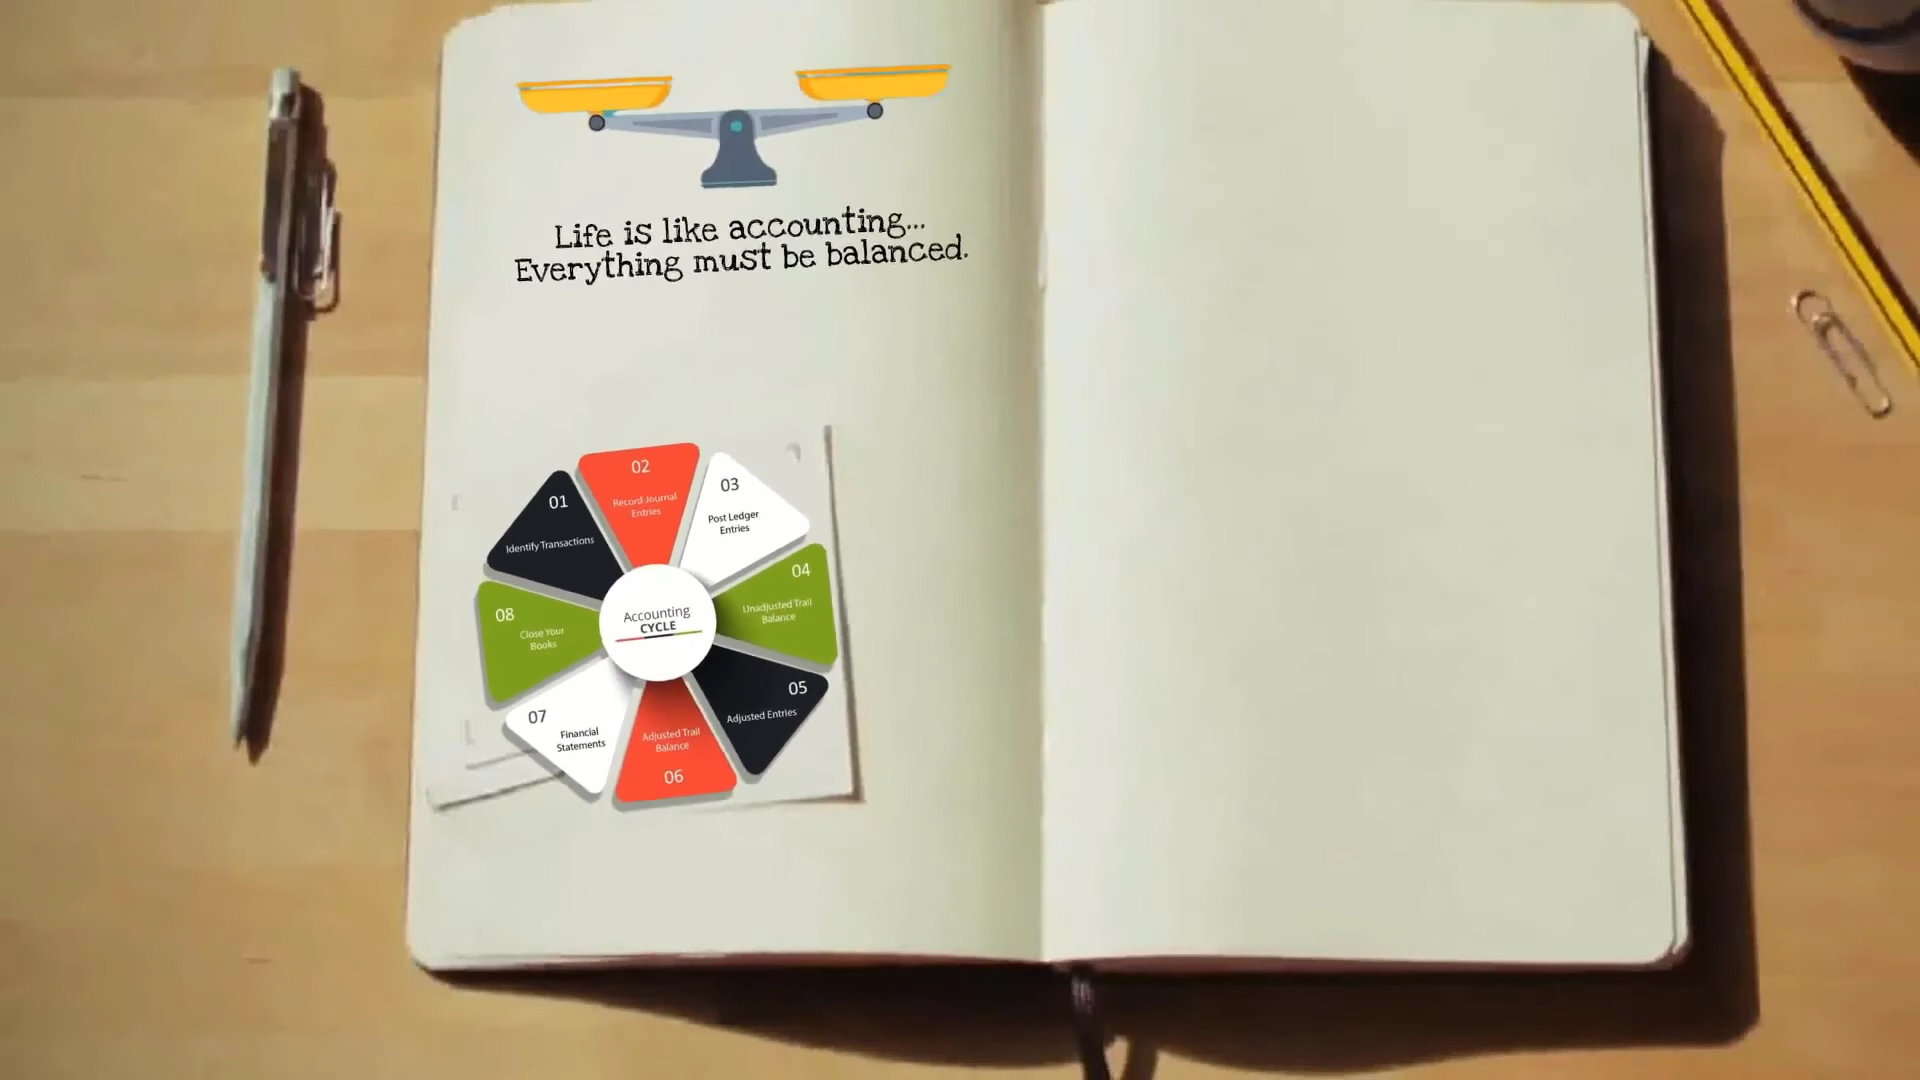 Life is like accounting...
Everything must be balanced.
01
Identify Transactions
02
Record Journal
Entries
03
Post Ledger
Entries
04
Unadjusted Trail
Balance
05
Adjusted Entries
Adjusted Trail
Balance
06
07
Financial
Statements
08
Close Your
Books
Accounting
CYCLE